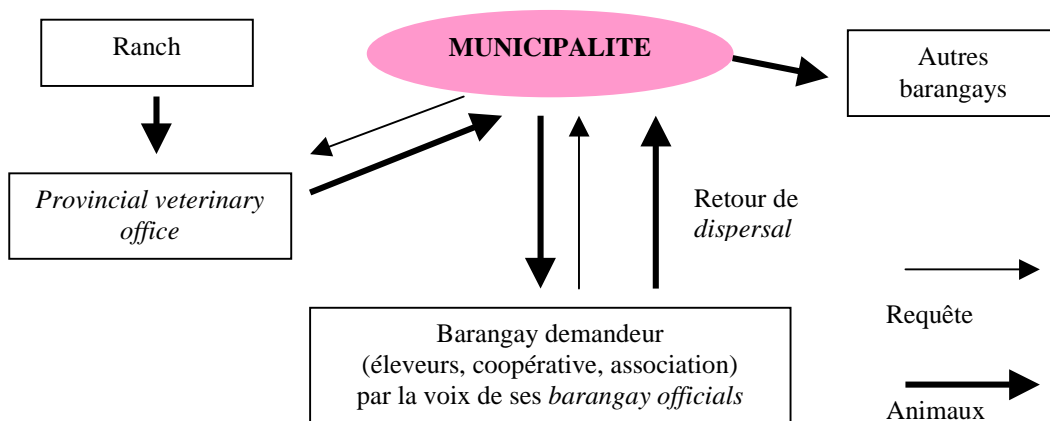 Ranch
MUNICIPALITE
Autres
barangays
Provincial veterinary
office
Retour de
dispersal
Requête
Barangay demandeur
(éleveurs, coopérative, association)
par la voix de ses barangay officials
Animaux